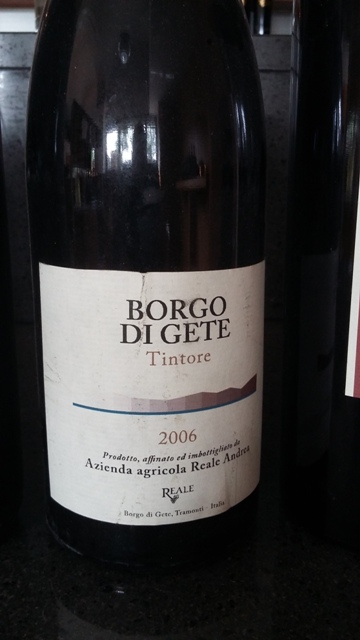 BORGO
DI GETE
Tintore
2006
Prodotto, affinato ed imbottigliato da
Azienda agricola Reale Andrea
REALE
Borgo di Gete, Tramonti - Italia